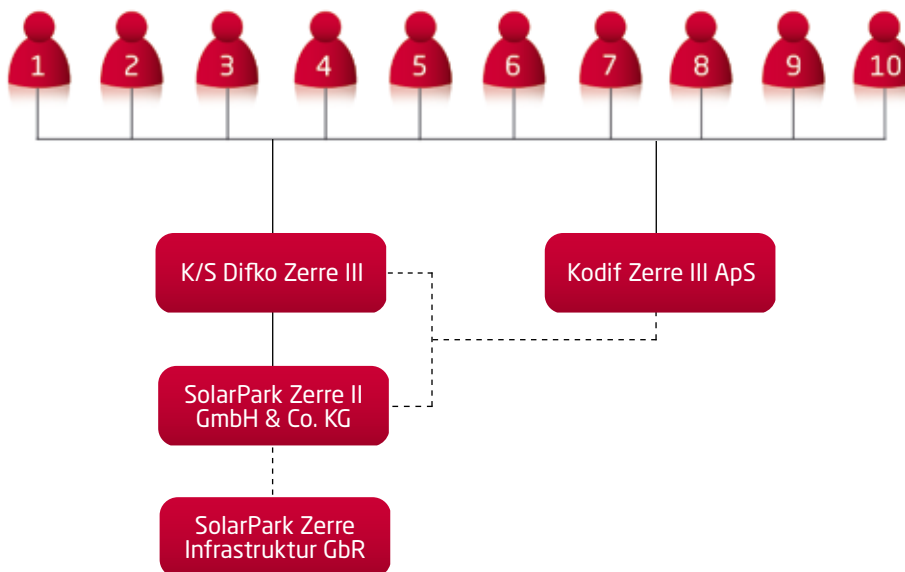 1 2 3 4 5 6 7 8 9 10
K/S Difko Zerre III
Kodif Zerre III ApS
SolarPark Zerre II
GmbH & Co. KG
SolarPark Zerre
Infrastruktur GbR